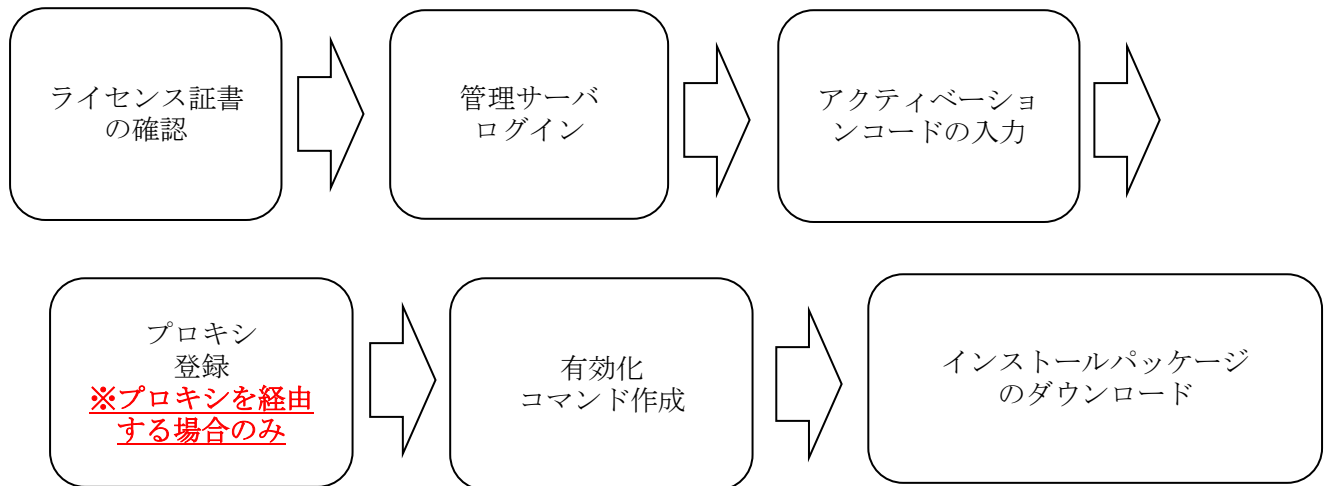 ライセンス証書
の確認
管理サーバ
ログイン
アクティベーショ
ンコードの入力
プロキシ
登録
※プロキシを経由
する場合のみ
有効化
コマンド作成
インストールパッケージ
のダウンロード